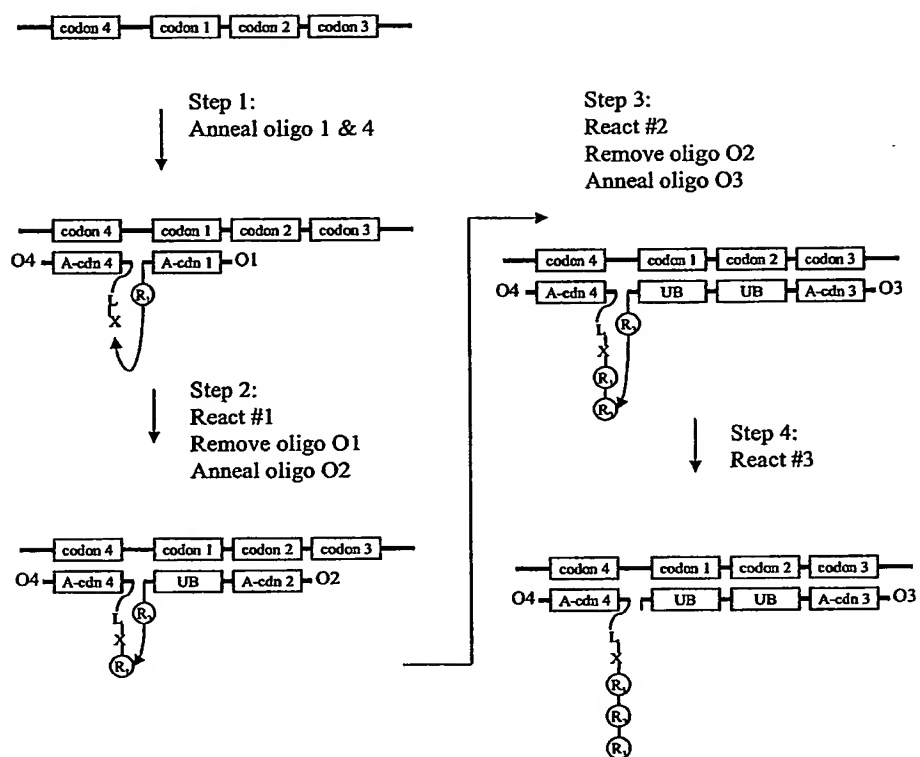 codon 4 codon 1 codon 2 codon 3
Step 1:
Anneal oligo 1 & 4
codon 4 codon 1 codon 2 codon 3
O4 A-cdn 4 A-cdn 1 O1
R₁
L
X
Step 2:
React #1
Remove oligo O1
Anneal oligo O2
codon 4 codon 1 codon 2 codon 3
O4 A-cdn 4 UB A-cdn 2 O2
L
X
R₁
Step 3:
React #2
Remove oligo O2
Anneal oligo O3
codon 4 codon 1 codon 2 codon 3
O4 A-cdn 4 UB UB A-cdn 3 O3
L
X
R₁
Step 4:
React #3
codon 4 codon 1 codon 2 codon 3
O4 A-cdn 4 UB UB A-cdn 3 O3
L
X
R₁